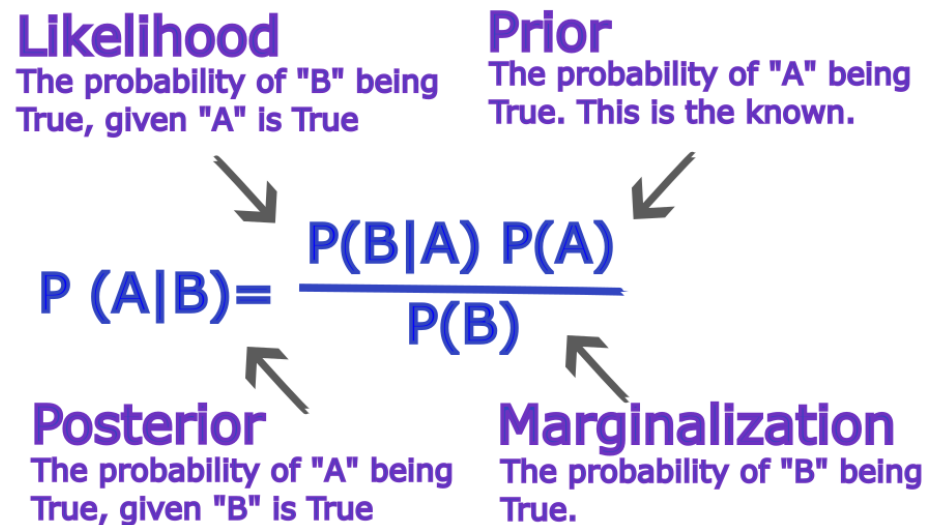 Likelihood
The probability of "B" being
True, given "A" is True
Prior
The probability of "A" being
True. This is the known.
P(B|A) P(A)
P (A|B)=
P(B)
Posterior
The probability of "A" being
True, given "B" is True
Marginalization
The probability of "B" being
True.